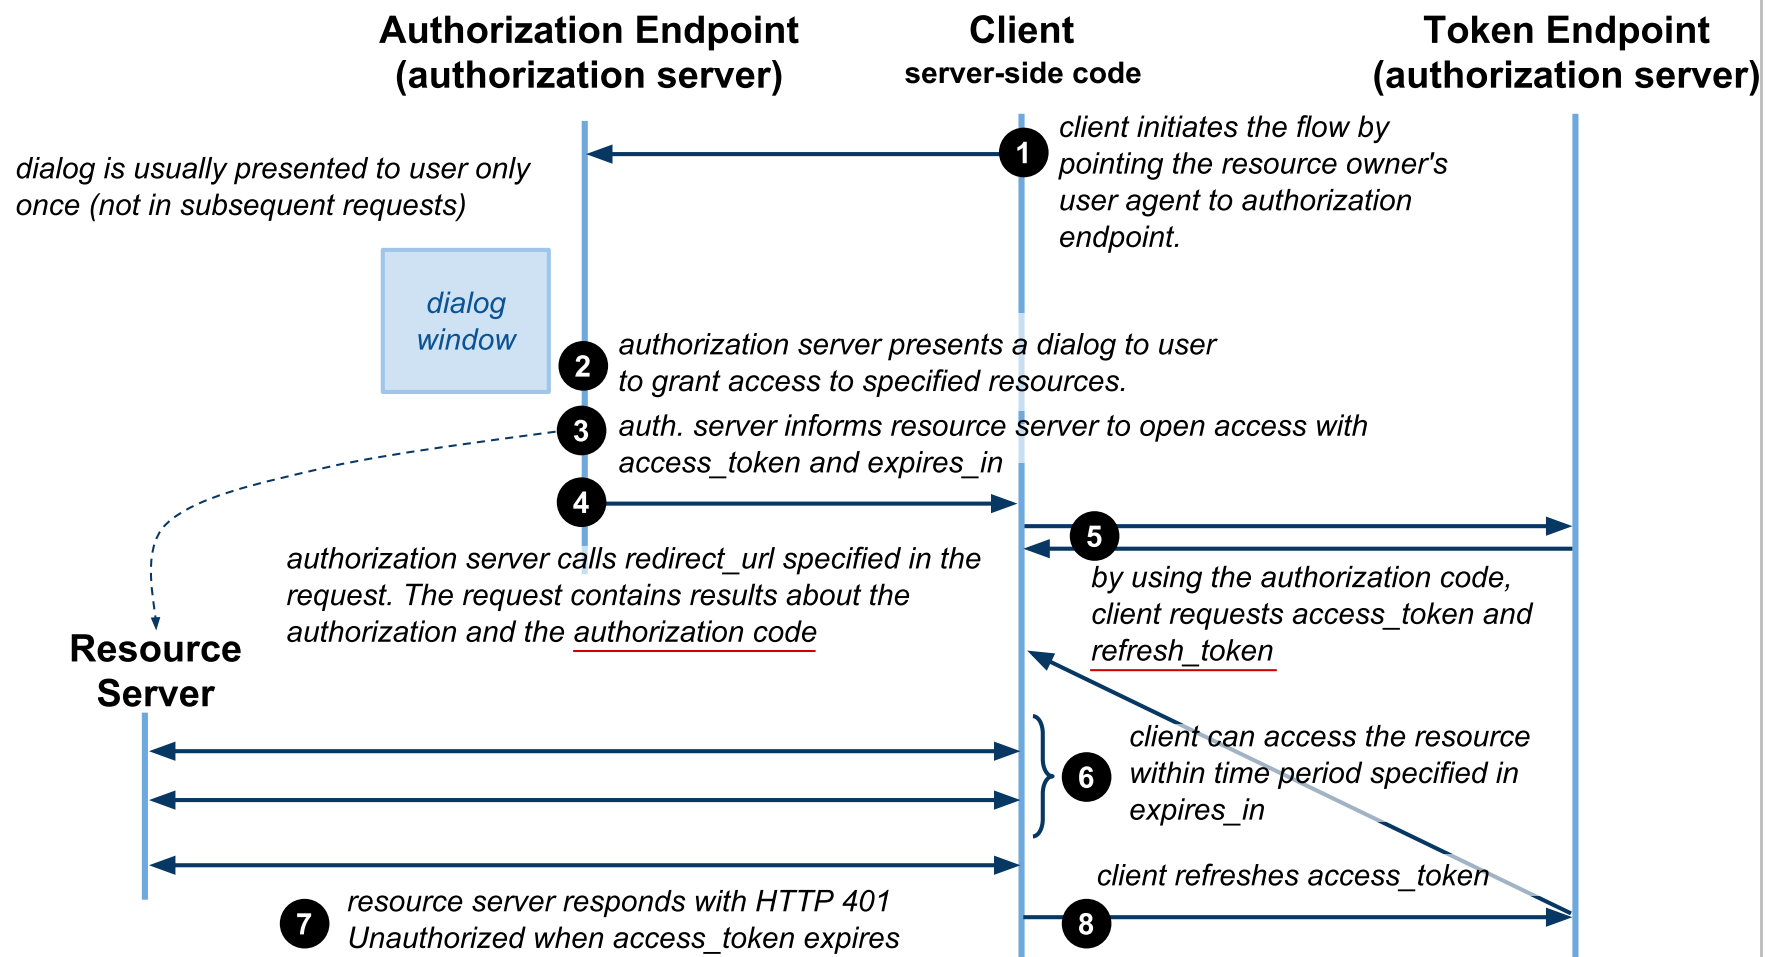 Authorization Endpoint
(authorization server)
Client
server-side code
Token Endpoint
(authorization server)
1
client initiates the flow by
pointing the resource owner's
user agent to authorization
endpoint.
dialog is usually presented to user only
once (not in subsequent requests)
dialog
window
2
authorization server presents a dialog to user
to grant access to specified resources.
3
auth. server informs resource server to open access with
access_token and expires_in
4
authorization server calls redirect_url specified in the
request. The request contains results about the
authorization and the authorization code
5
by using the authorization code,
client requests access_token and
refresh_token
Resource
Server
6
client can access the resource
within time period specified in
expires_in
7
resource server responds with HTTP 401
Unauthorized when access_token expires
client refreshes access_token
8